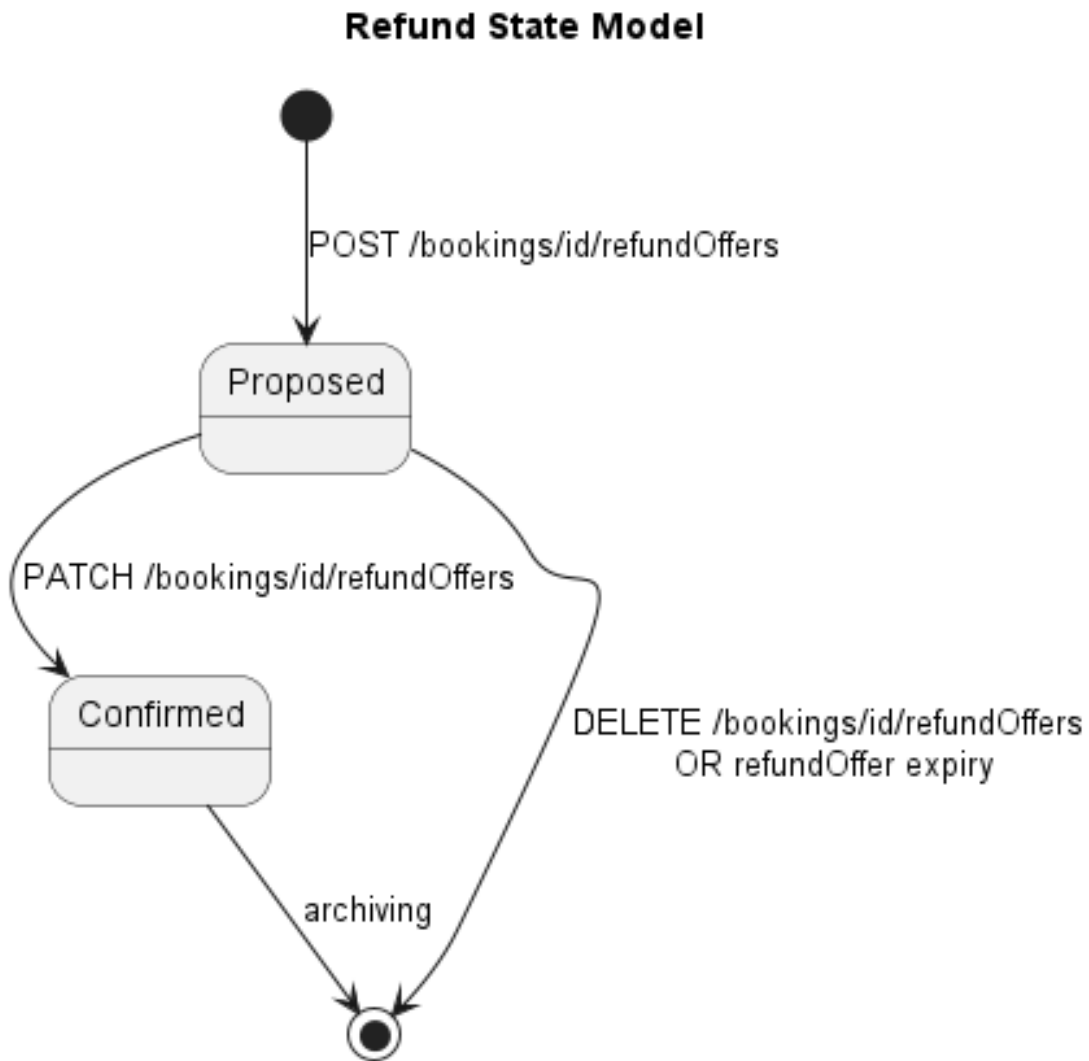 Refund State Model
POST /bookings/id/refundOffers
Proposed
PATCH /bookings/id/refundOffers
Confirmed
DELETE /bookings/id/refundOffers
OR refundOffer expiry
archiving